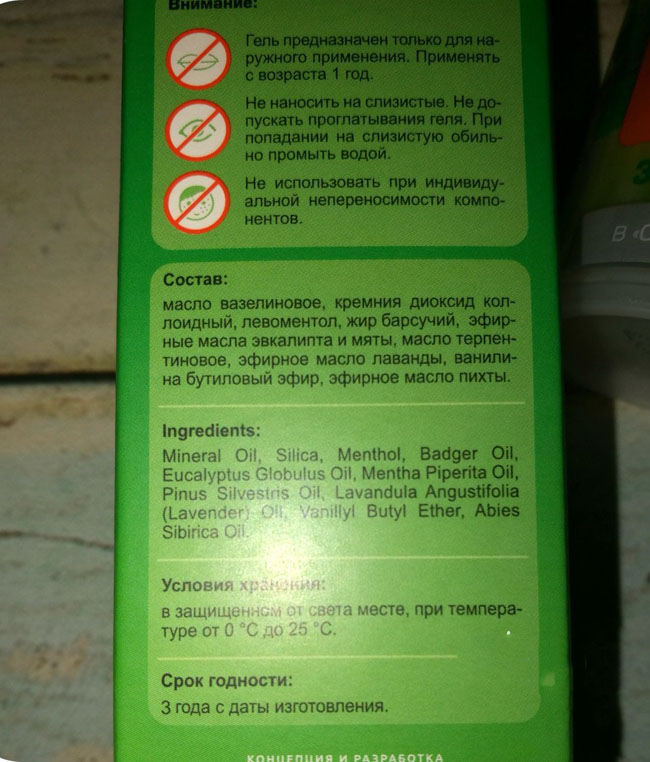 Внимание:
Гель предназначен только для на-
ружного применения. Применять
с возраста 1 год.
Не наносить на слизистые. Не до-
пускать проглатывания геля. При
попадании на слизистую обиль-
но промыть водой.
Не использовать при индивиду-
альной непереносимости компо-
нентов.
Состав:
масло вазелиновое, кремния диоксид кол-
лоидный, левоментол, жир барсучий, эфир-
ные масла эвкалипта и мяты, масло терпен-
тиновое, эфирное масло лаванды, ванили-
на бутиловый эфир, эфирное масло пихты.
Ingredients:
Mineral Oil, Silica, Menthol, Badger Oil,
Eucalyptus Globulus Oil, Mentha Piperita Oil,
Pinus Silvestris Oil, Lavandula Angustifolia
(Lavender) Oil, Vanillyl Butyl Ether, Abies
Sibirica Oil.
Условия хранения:
в защищенном от света месте, при темпера-
туре от 0 °C до 25 °C.
Срок годности:
3 года с даты изготовления.
КОНЦЕПЦИЯ И РАЗРАБОТКА